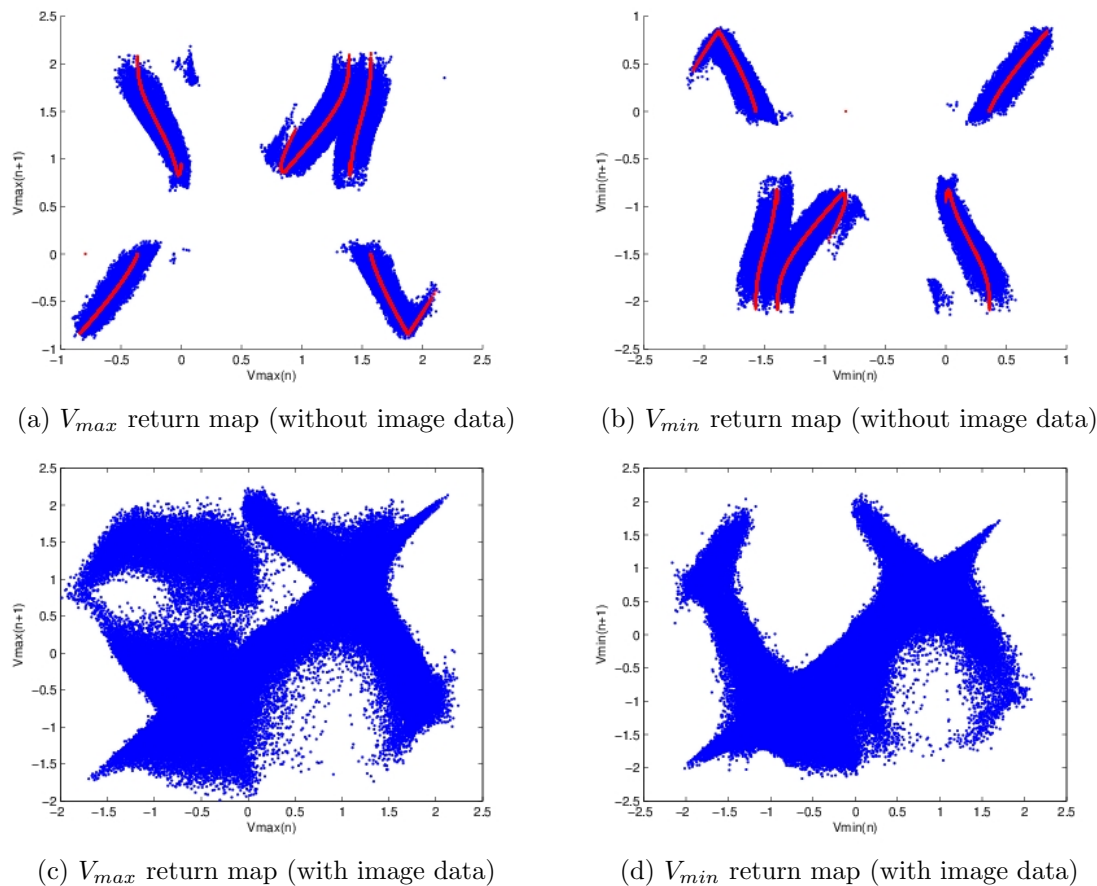 2.5
2
1.5
1
0.5
0
−0.5
−1
−1 −0.5 0 0.5 1 1.5 2 2.5
Vmax(n+1)
Vmax(n)
(a) Vmax return map (without image data)
1
0.5
0
−0.5
−1
−1.5
−2
−2.5
−2.5 −2 −1.5 −1 −0.5 0 0.5 1
Vmin(n+1)
Vmin(n)
(b) Vmin return map (without image data)
2.5
2
1.5
1
0.5
0
−0.5
−1
−1.5
−2
−2 −1.5 −1 −0.5 0 0.5 1 1.5 2 2.5
Vmax(n+1)
Vmax(n)
(c) Vmax return map (with image data)
2.5
2
1.5
1
0.5
0
−0.5
−1
−1.5
−2
−2.5
−2.5 −2 −1.5 −1 −0.5 0 0.5 1 1.5 2 2.5
Vmin(n+1)
Vmin(n)
(d) Vmin return map (with image data)